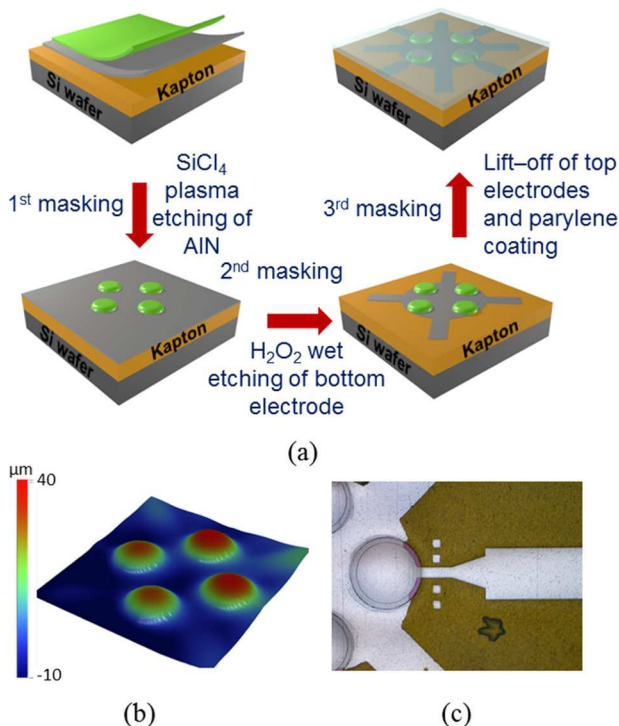 Si wafer
Kapton
1st masking
SiCl4
plasma
etching of
AlN
3rd masking
Lift–off of top
electrodes
and parylene
coating
2nd masking
Si wafer
Kapton
H2O2 wet
etching of bottom
electrode
Si wafer
Kapton
Si wafer
Kapton
(a)
µm
40
-10
(b)
(c)